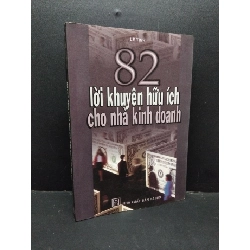 82
lời khuyên hữu ích
cho nhà kinh doanh